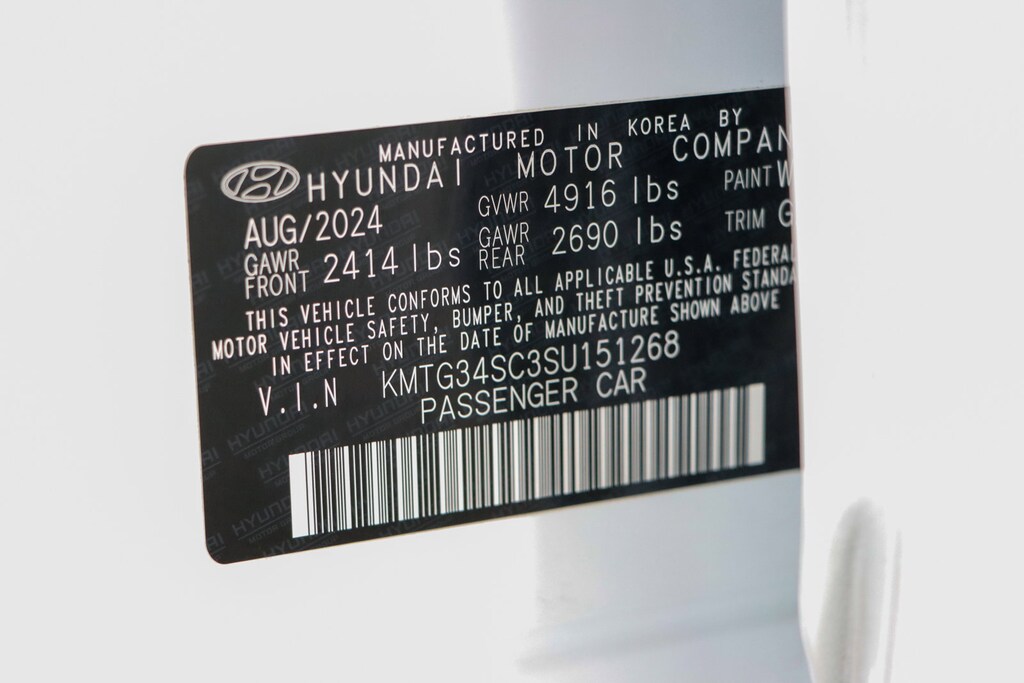 MANUFACTURED IN KOREA BY
HYUNDAI MOTOR COMPAN
AUG/2024 GVWR 4916 lbs PAINT W
GAWR FRONT 2414 lbs GAWR REAR 2690 lbs TRIM G
THIS VEHICLE CONFORMS TO ALL APPLICABLE U.S.A. FEDERAL
MOTOR VEHICLE SAFETY, BUMPER, AND THEFT PREVENTION STANDA
IN EFFECT ON THE DATE OF MANUFACTURE SHOWN ABOVE
V.I.N KMTG34SC3SU151268
PASSENGER CAR